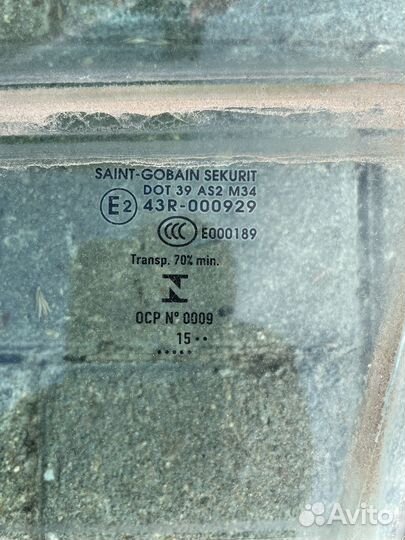 SAINT-GOBAIN SEKURIT
DOT 39 AS2 M34
E2 43R-000929
CCC E000189
Transp. 70% min.
N
OCP Nº 0009
15 ••
•••••
Avito